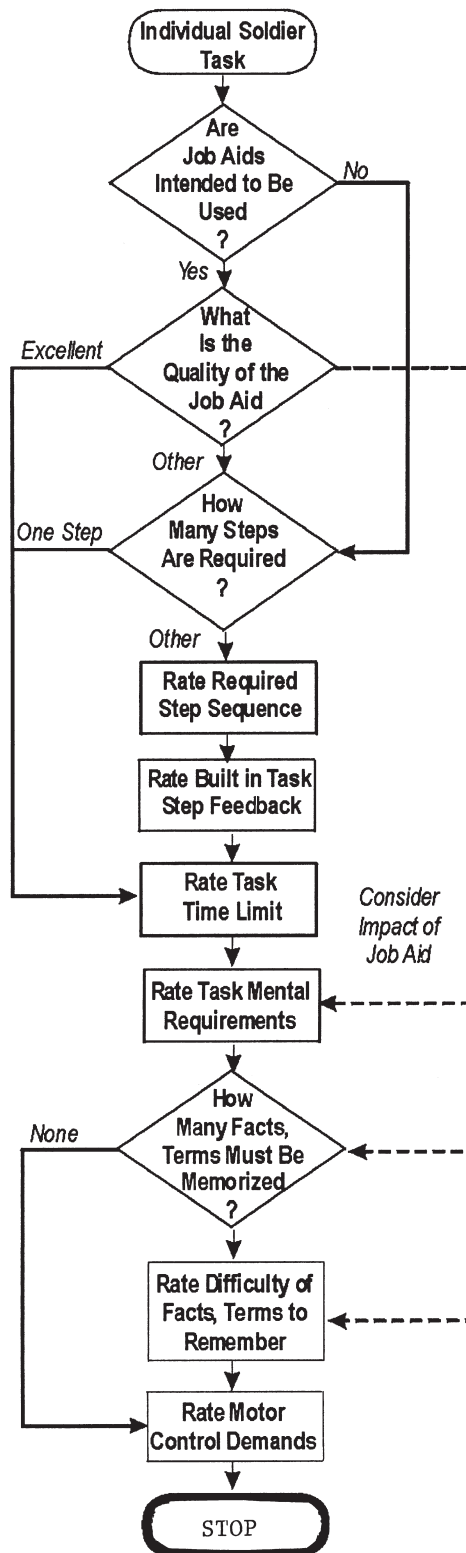 Individual Soldier
Task
Are
Job Aids
Intended to Be
Used
?
No
Yes
What
Is the
Quality of the
Job Aid
?
Excellent
Other
How
Many Steps
Are Required
?
One Step
Other
Rate Required
Step Sequence
Rate Built in Task
Step Feedback
Rate Task
Time Limit
Consider
Impact of
Job Aid
Rate Task Mental
Requirements
How
Many Facts,
Terms Must Be
Memorized
?
None
Rate Difficulty of
Facts, Terms to
Remember
Rate Motor
Control Demands
STOP